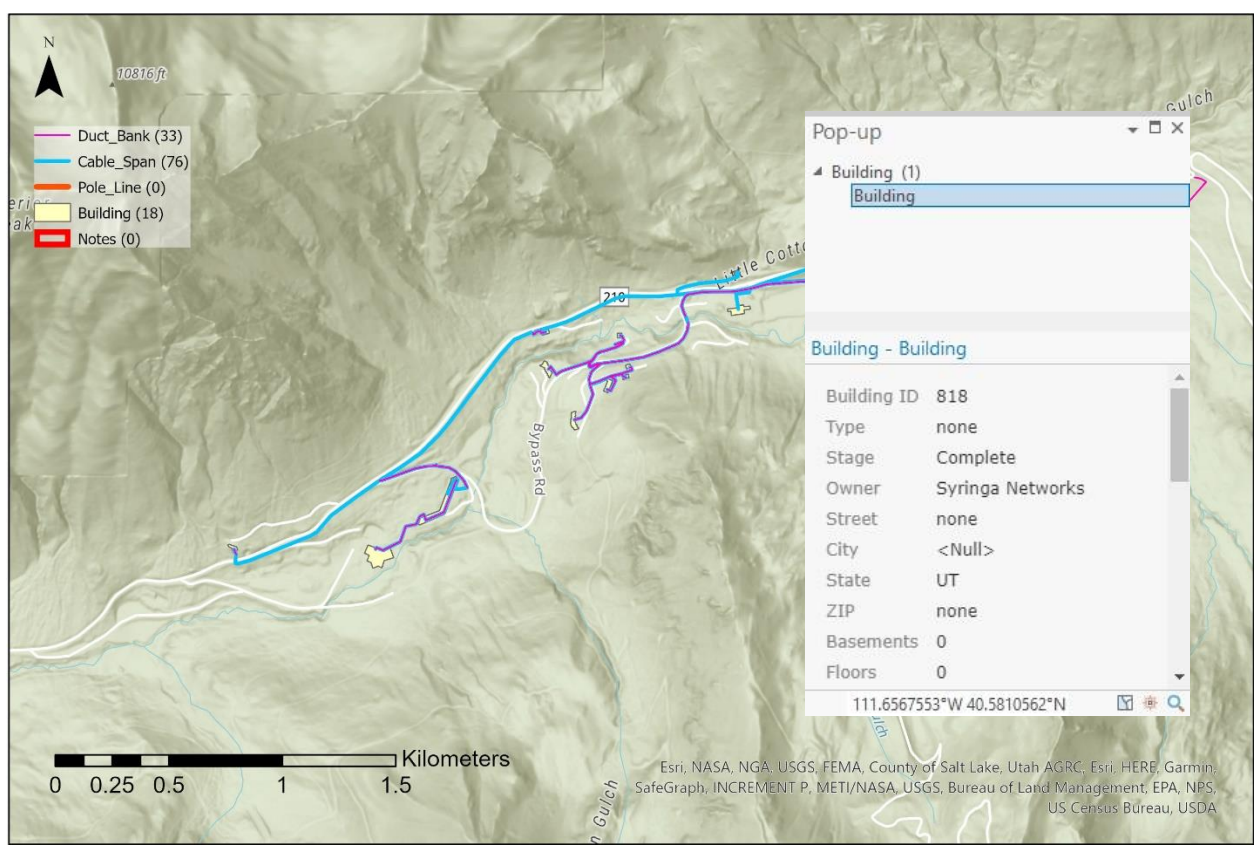 N
10816 ft
Gulch
Duct_Bank (33)
Cable_Span (76)
Pole_Line (0)
Building (18)
Notes (0)
Pop-up
Building (1)
Building
Little Cotto
210
Bypass Rd
Building - Building
Building ID 818
Type none
Stage Complete
Owner Syringa Networks
Street none
City <Null>
State UT
ZIP none
Basements 0
Floors 0
111.6567553°W 40.5810562°N
Kilometers
0 0.25 0.5 1 1.5
Gulch
Esri, NASA, NGA, USGS, FEMA, County of Salt Lake, Utah AGRC, Esri, HERE, Garmin,
SafeGraph, INCREMENT P, METI/NASA, USGS, Bureau of Land Management, EPA, NPS,
US Census Bureau, USDA